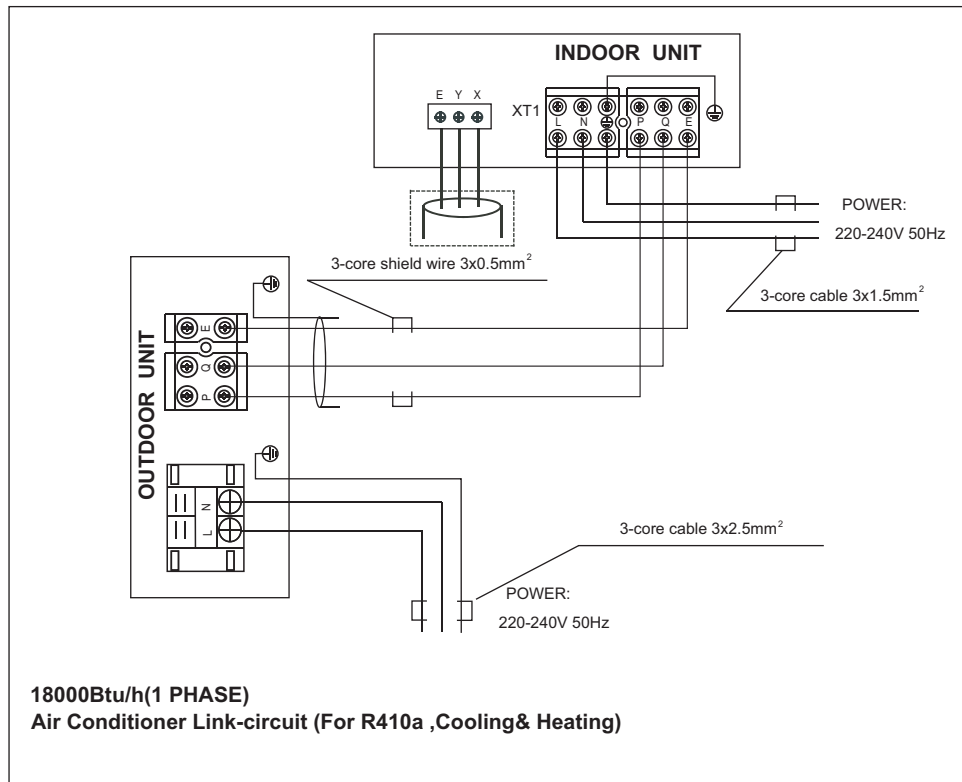 INDOOR UNIT
E Y X
XT1
L N P Q E
POWER:
220-240V 50Hz
3-core shield wire 3x0.5mm²
3-core cable 3x1.5mm²
OUTDOOR UNIT
E
Q
P
N
L
3-core cable 3x2.5mm²
POWER:
220-240V 50Hz
18000Btu/h(1 PHASE)
Air Conditioner Link-circuit (For R410a ,Cooling& Heating)